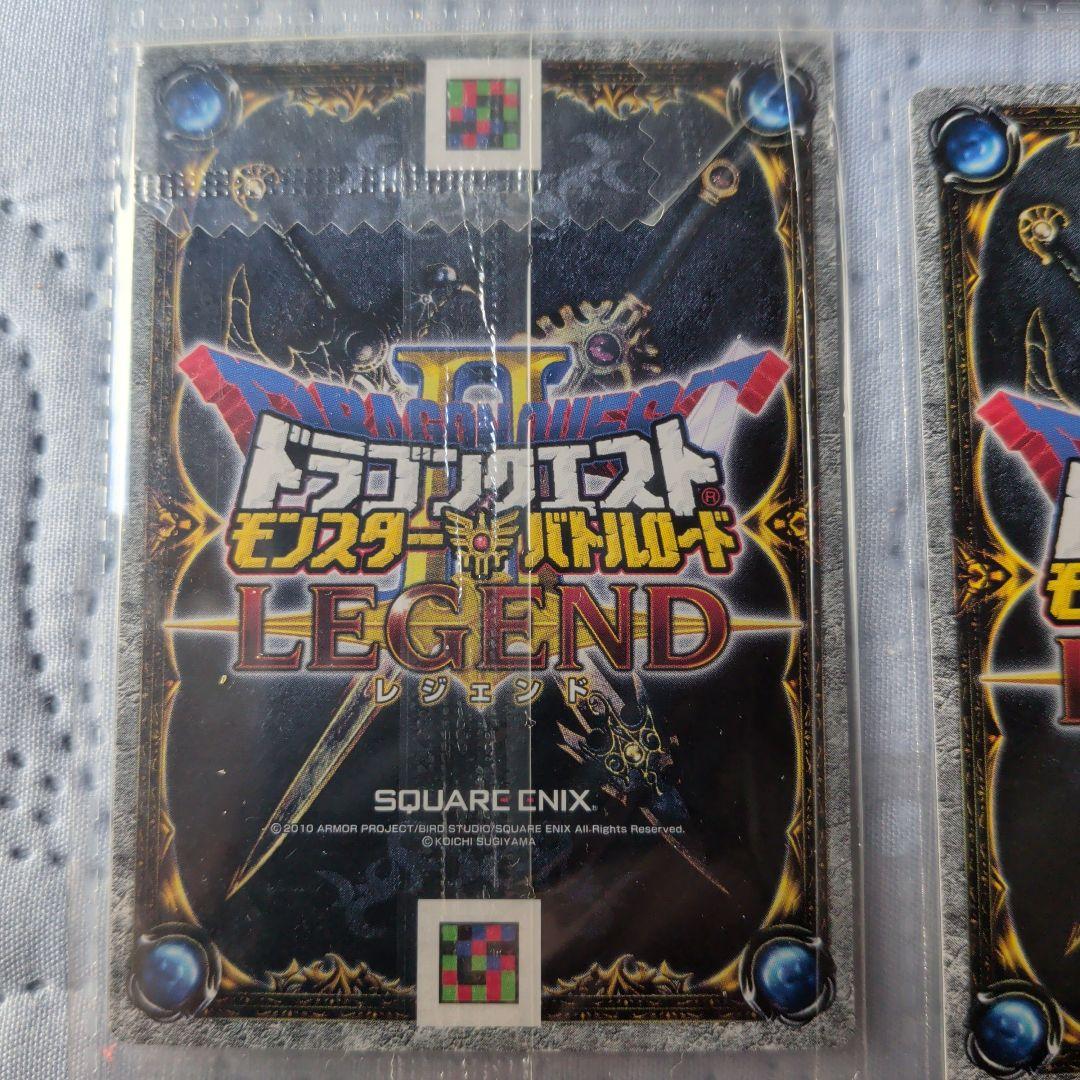 II
DRAGON QUEST
ドラゴンクエスト®
モンスター バトルロード
LEGEND
レジェンド
SQUARE ENIX®
©2010 ARMOR PROJECT/BIRD STUDIO/SQUARE ENIX All Rights Reserved.
©KOICHI SUGIYAMA
ド
モ
L